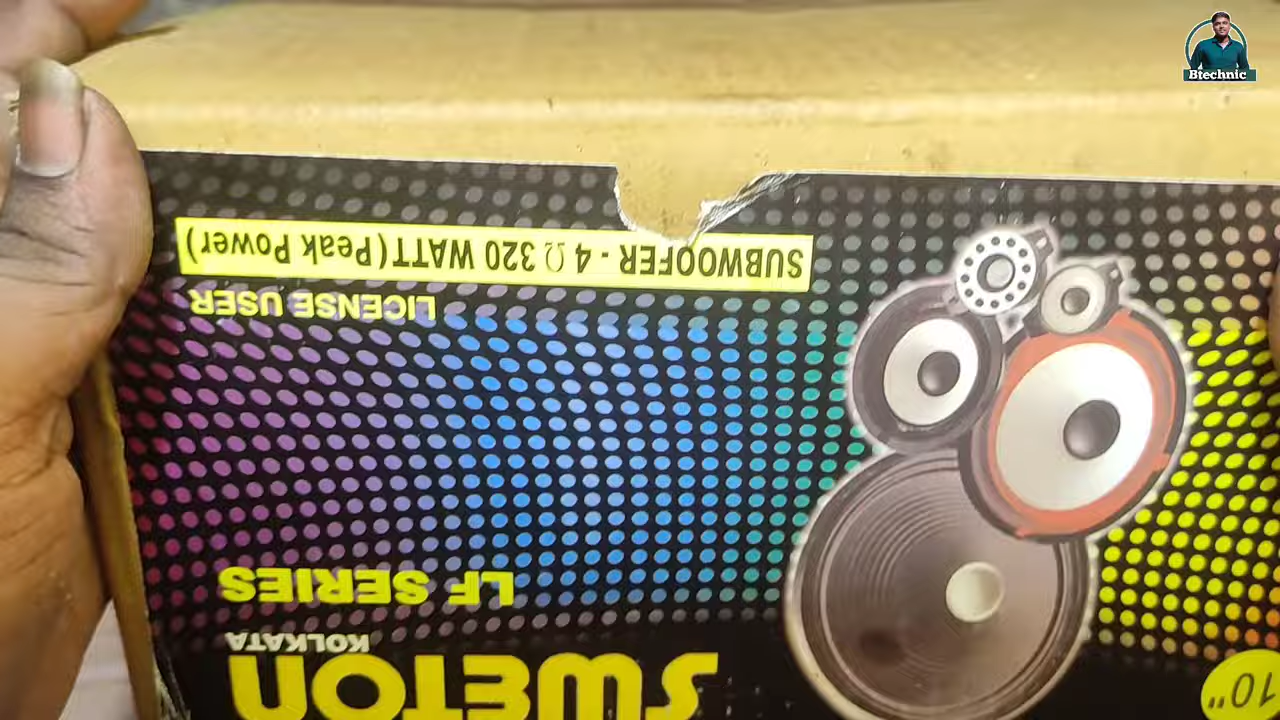 SWETON
KOLKATA
LF SERIES
LICENSE USER
SUBWOOFER - 4 Ω 320 WATT (Peak Power)
10"
Btechnic